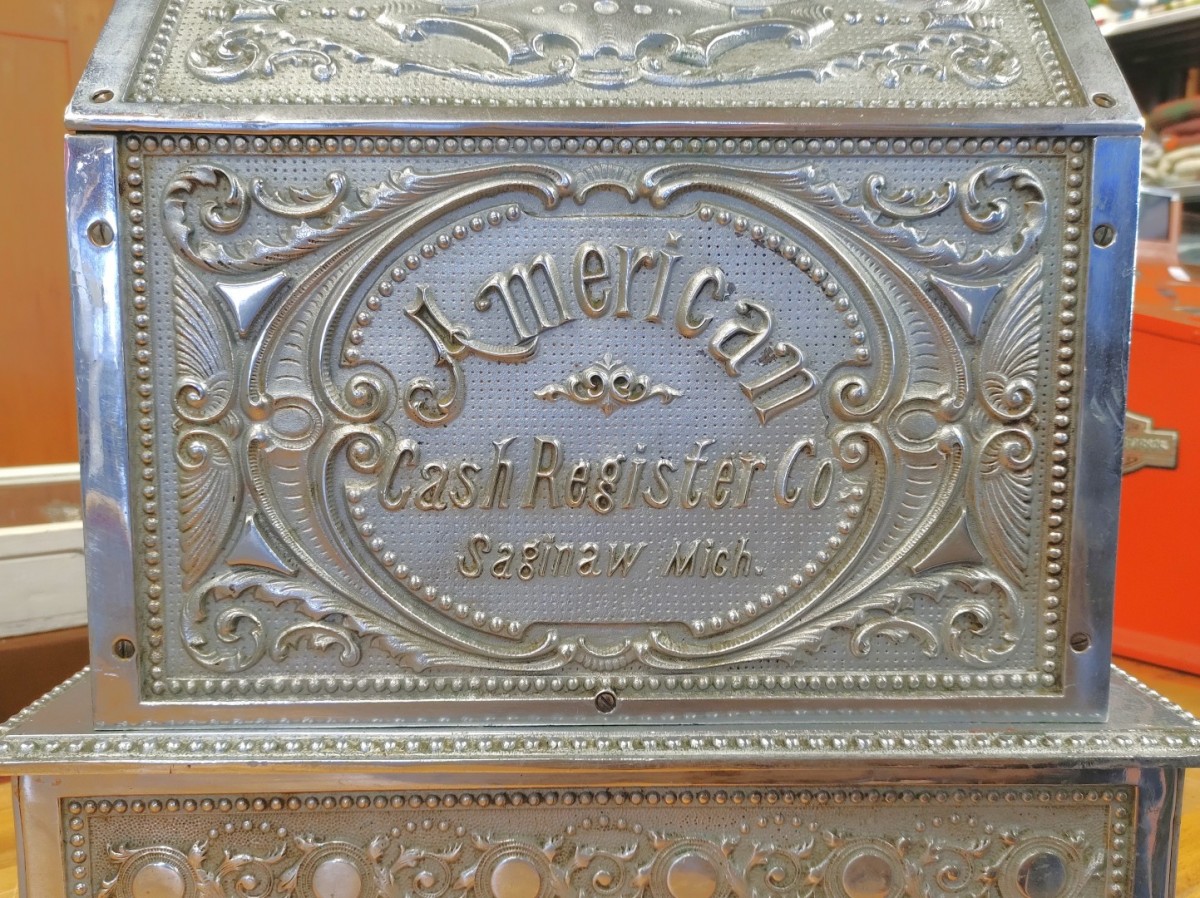 American
Cash Register Co
Saginaw Mich.